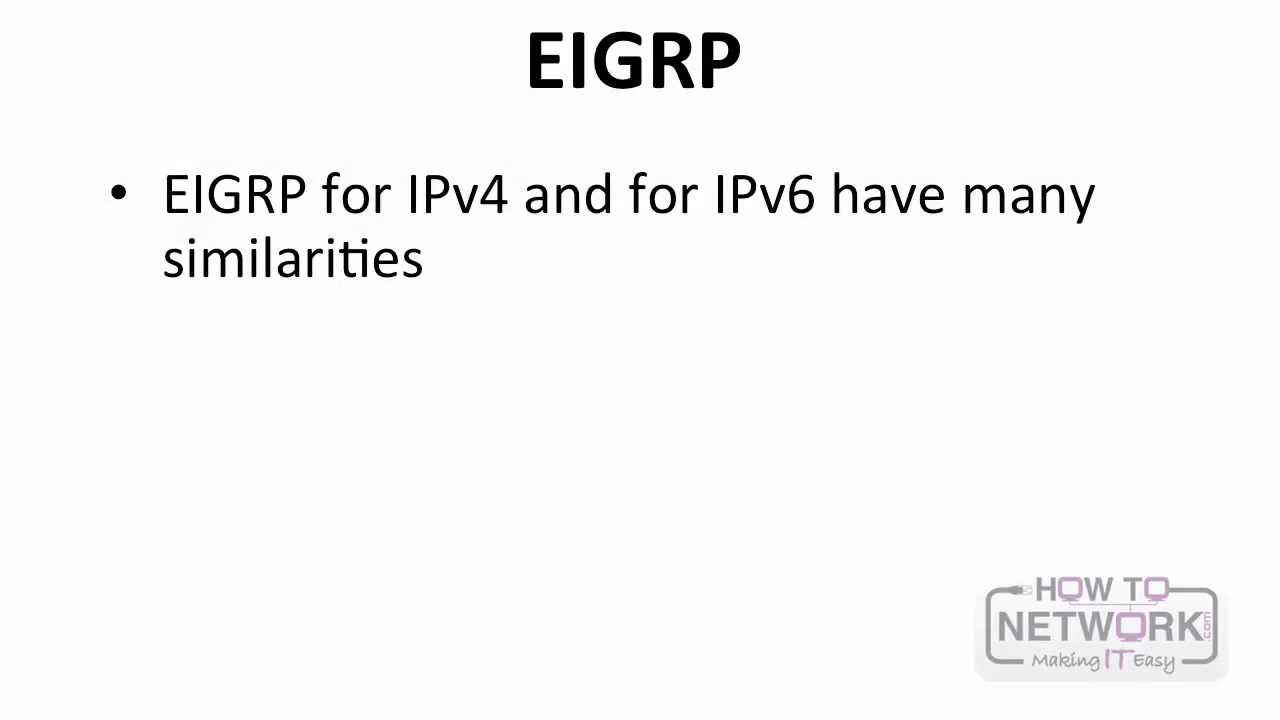 EIGRP
• EIGRP for IPv4 and for IPv6 have many
similarities
HOW TO
NETWORK.com
Making IT Easy